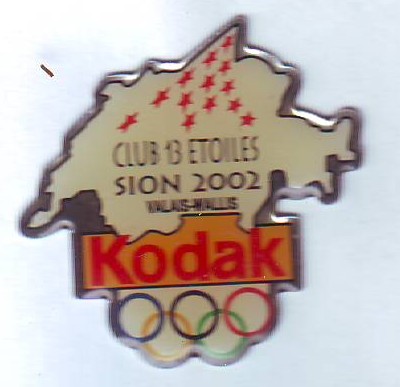 CLUB 13 ETOILES
SION 2002
VALAIS-WALLIS
Kodak